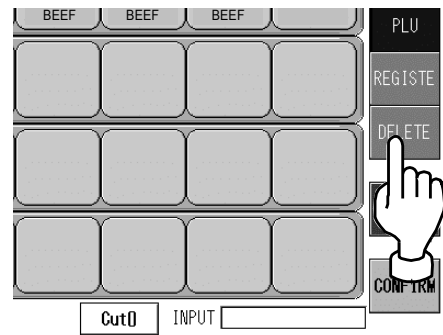 BEEF BEEF BEEF
PLU
REGISTE
DELETE
CONFIRM
Cut0 INPUT